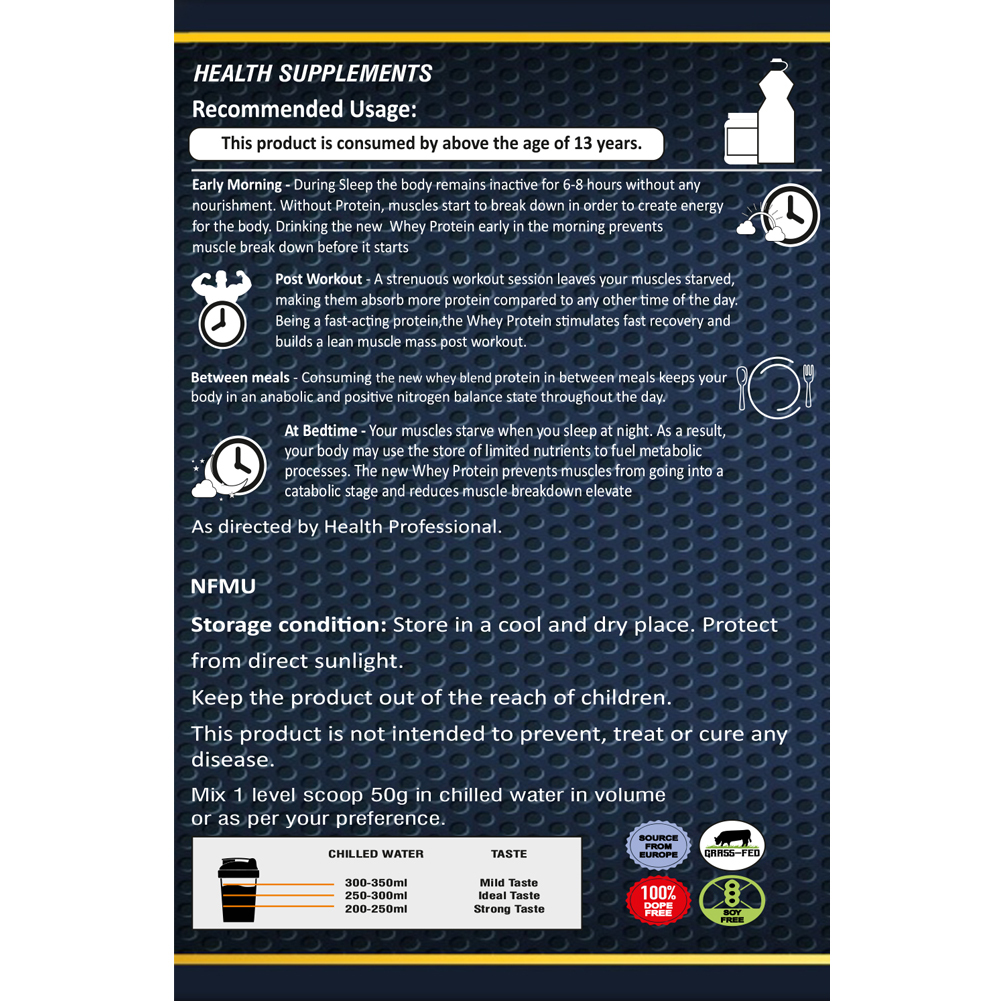 HEALTH SUPPLEMENTS
Recommended Usage:
This product is consumed by above the age of 13 years.
Early Morning - During Sleep the body remains inactive for 6-8 hours without any
nourishment. Without Protein, muscles start to break down in order to create energy
for the body. Drinking the new Whey Protein early in the morning prevents
muscle break down before it starts
Post Workout - A strenuous workout session leaves your muscles starved,
making them absorb more protein compared to any other time of the day.
Being a fast-acting protein,the Whey Protein stimulates fast recovery and
builds a lean muscle mass post workout.
Between meals - Consuming the new whey blend protein in between meals keeps your
body in an anabolic and positive nitrogen balance state throughout the day.
At Bedtime - Your muscles starve when you sleep at night. As a result,
your body may use the store of limited nutrients to fuel metabolic
processes. The new Whey Protein prevents muscles from going into a
catabolic stage and reduces muscle breakdown elevate
As directed by Health Professional.
NFMU
Storage condition: Store in a cool and dry place. Protect
from direct sunlight.
Keep the product out of the reach of children.
This product is not intended to prevent, treat or cure any
disease.
Mix 1 level scoop 50g in chilled water in volume
or as per your preference.
CHILLED WATER TASTE
300-350ml Mild Taste
250-300ml Ideal Taste
200-250ml Strong Taste
SOURCE
FROM
EUROPE
GRASS-FED
100%
DOPE
FREE
SOY
FREE